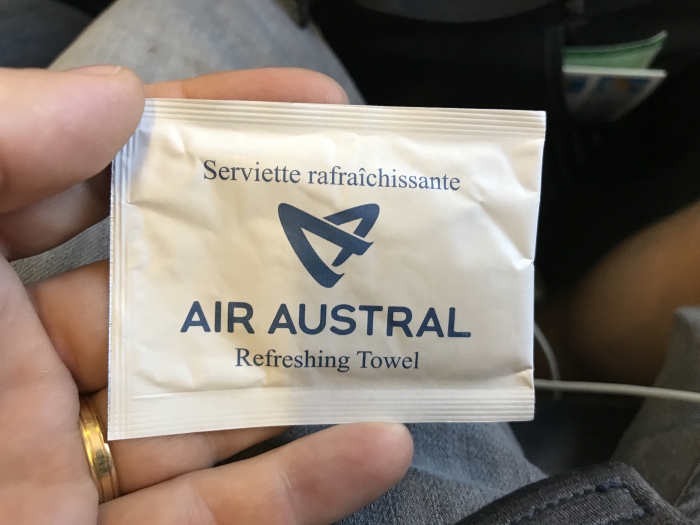 Serviette rafraîchissante
AIR AUSTRAL
Refreshing Towel